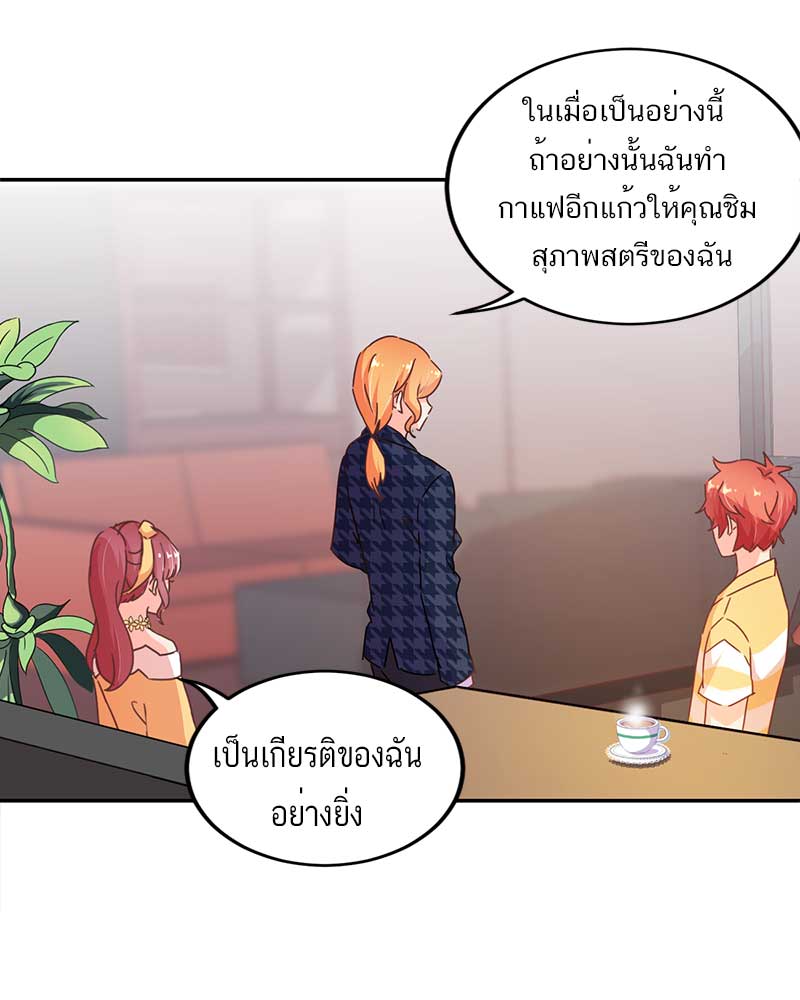 ในเมื่อเป็นอย่างนี้
ถ้าอย่างนั้นฉันทำ
กาแฟอีกแก้วให้คุณชิม
สุภาพสตรีของฉัน
เป็นเกียรติของฉัน
อย่างยิ่ง